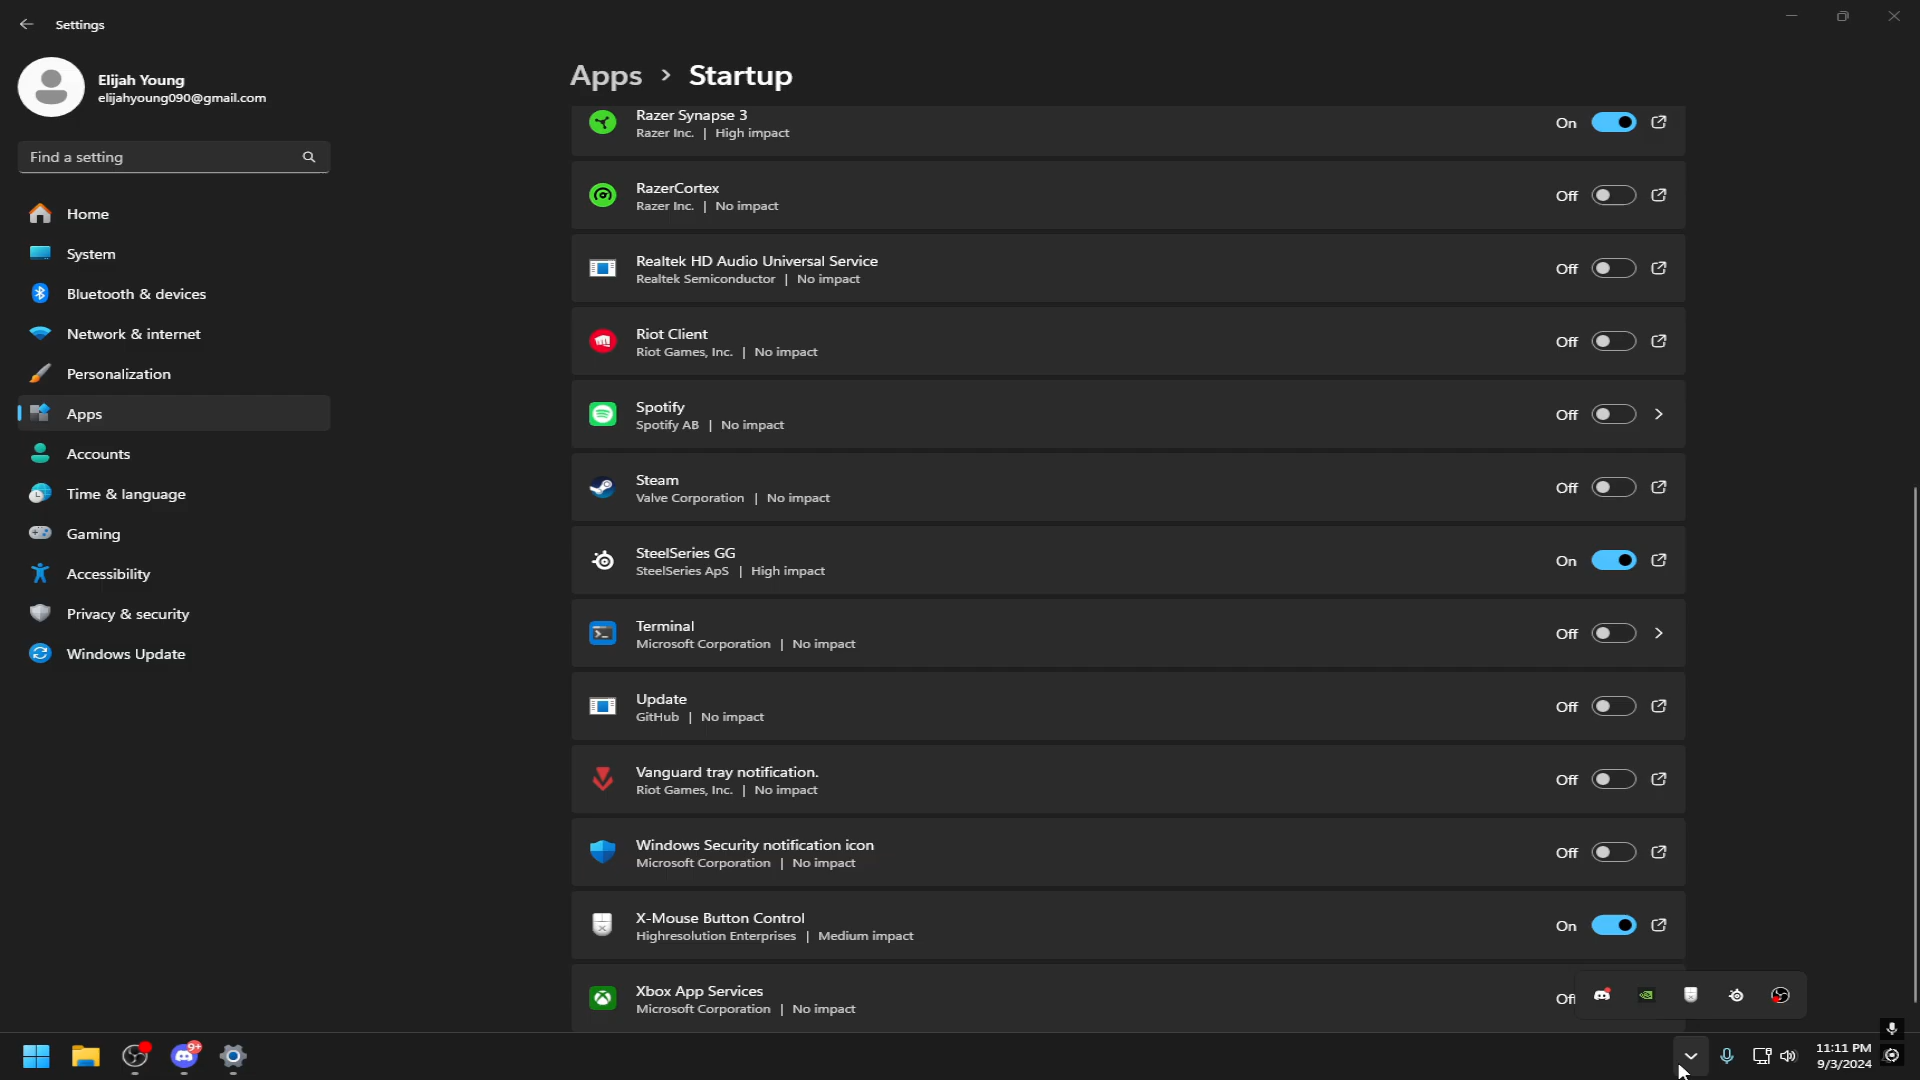 Settings
Elijah Young
elijahyoung090@gmail.com
Find a setting
Home
System
Bluetooth & devices
Network & internet
Personalization
Apps
Accounts
Time & language
Gaming
Accessibility
Privacy & security
Windows Update
Apps > Startup
Razer Synapse 3
Razer Inc. | High impact
On
RazerCortex
Razer Inc. | No impact
Off
Realtek HD Audio Universal Service
Realtek Semiconductor | No impact
Off
Riot Client
Riot Games, Inc. | No impact
Off
Spotify
Spotify AB | No impact
Off
Steam
Valve Corporation | No impact
Off
SteelSeries GG
SteelSeries ApS | High impact
On
Terminal
Microsoft Corporation | No impact
Off
Update
GitHub | No impact
Off
Vanguard tray notification.
Riot Games, Inc. | No impact
Off
Windows Security notification icon
Microsoft Corporation | No impact
Off
X-Mouse Button Control
Highresolution Enterprises | Medium impact
On
Xbox App Services
Microsoft Corporation | No impact
Off
9+
11:11 PM
9/3/2024